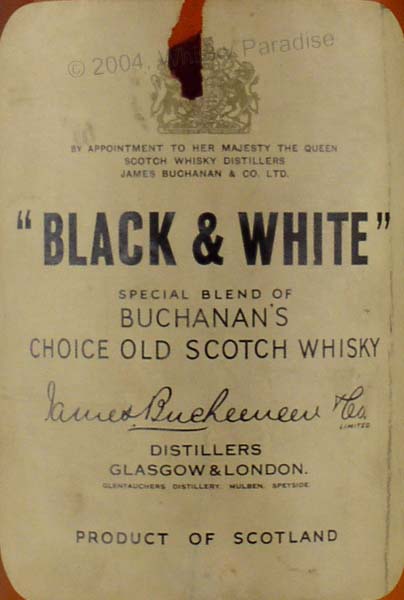 © 2004, Whisky Paradise
BY APPOINTMENT TO HER MAJESTY THE QUEEN
SCOTCH WHISKY DISTILLERS
JAMES BUCHANAN & CO. LTD.
"BLACK & WHITE"
SPECIAL BLEND OF
BUCHANAN'S
CHOICE OLD SCOTCH WHISKY
James Buchanan & Co.
LIMITED
DISTILLERS
GLASGOW & LONDON.
GLENTAUCHERS DISTILLERY. MULBEN. SPEYSIDE.
PRODUCT OF SCOTLAND